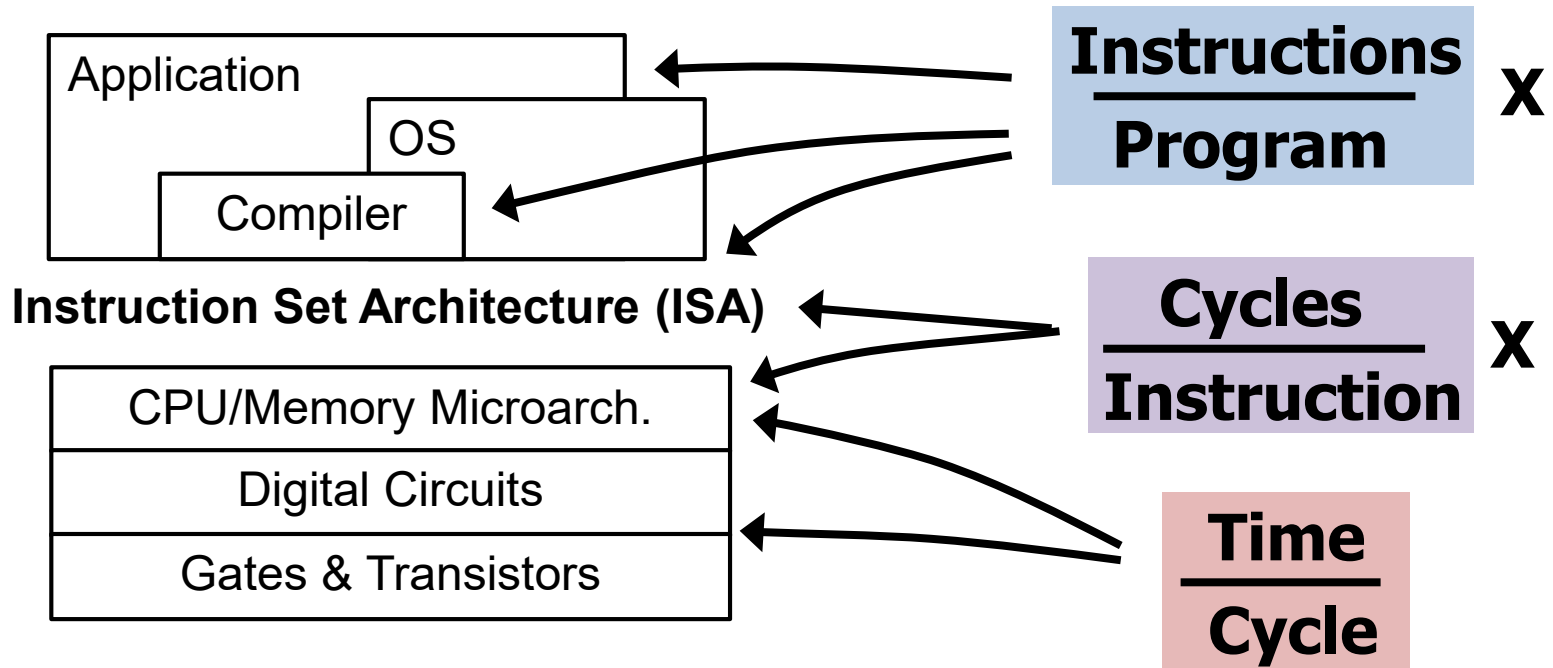 Application
OS
Compiler
Instruction Set Architecture (ISA)
CPU/Memory Microarch.
Digital Circuits
Gates & Transistors
Instructions
Program
X
Cycles
Instruction
X
Time
Cycle